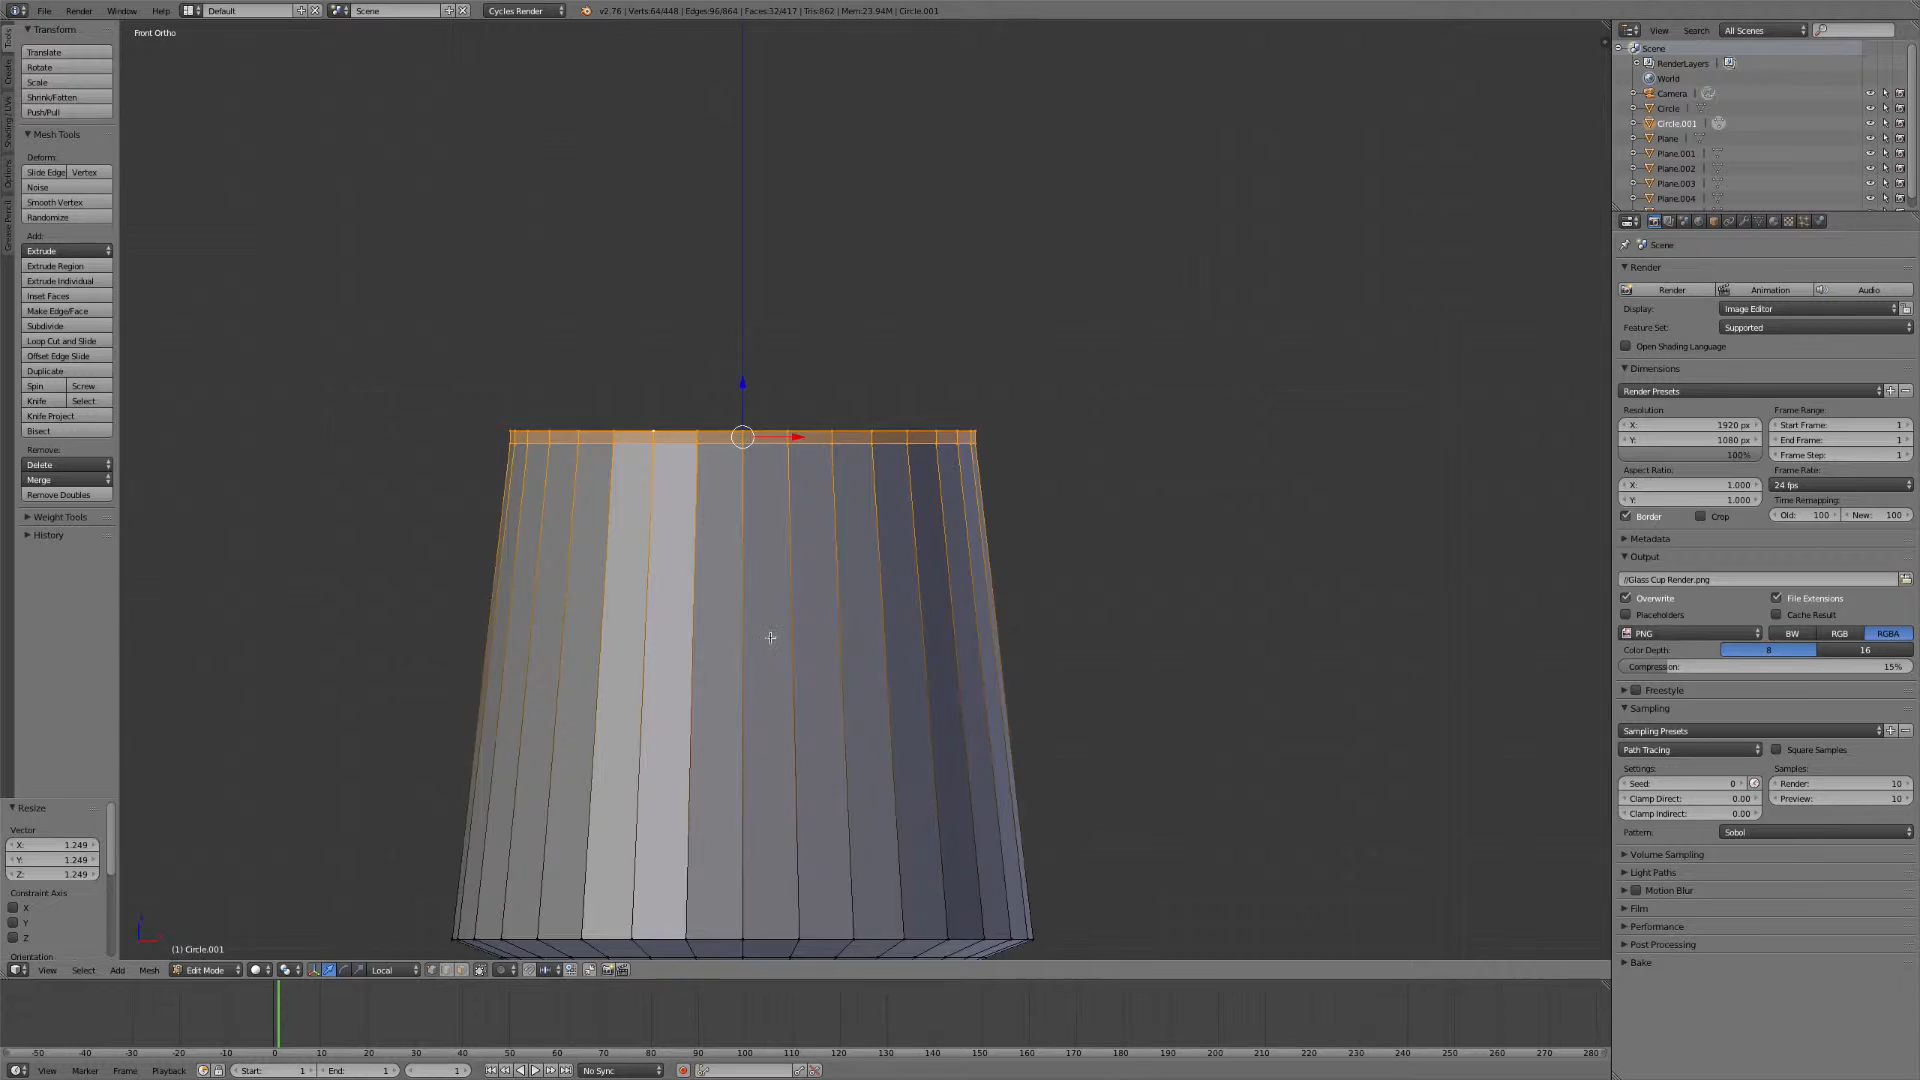 File Render Window Help Default Scene Cycles Render v2.76 | Verts:64/448 | Edges:96/864 | Faces:32/417 | Tris:862 | Mem:23.94M | Circle.001
Front Ortho
Tools
Create
Shading / UVs
Options
Grease Pencil
Transform
Translate
Rotate
Scale
Shrink/Fatten
Push/Pull
Mesh Tools
Deform:
Slide Edge Vertex
Noise
Smooth Vertex
Randomize
Add:
Extrude
Extrude Region
Extrude Individual
Inset Faces
Make Edge/Face
Subdivide
Loop Cut and Slide
Offset Edge Slide
Duplicate
Spin Screw
Knife Select
Knife Project
Bisect
Remove:
Delete
Merge
Remove Doubles
Weight Tools
History
Resize
Vector
X: 1.249
Y: 1.249
Z: 1.249
Constraint Axis
X
Y
Z
Orientation
(1) Circle.001
View Select Add Mesh Edit Mode Local
-50 -40 -30 -20 -10 0 10 20 30 40 50 60 70 80 90 100 110 120 130 140 150 160 170 180 190 200 210 220 230 240 250 260 270 280
View Marker Frame Playback Start: 1 End: 1 1 No Sync
View Search All Scenes
Scene
RenderLayers
World
Camera
Circle
Circle.001
Plane
Plane.001
Plane.002
Plane.003
Plane.004
Scene
Render
Render Animation Audio
Display: Image Editor
Feature Set: Supported
Open Shading Language
Dimensions
Render Presets
Resolution: Frame Range:
X: 1920 px Start Frame: 1
Y: 1080 px End Frame: 1
100% Frame Step: 1
Aspect Ratio: Frame Rate:
X: 1.000 24 fps
Y: 1.000 Time Remapping:
Border Crop Old: 100 New: 100
Metadata
Output
//Glass Cup Render.png
Overwrite File Extensions
Placeholders Cache Result
PNG BW RGB RGBA
Color Depth: 8 16
Compression: 15%
Freestyle
Sampling
Sampling Presets
Path Tracing Square Samples
Settings: Samples:
Seed: 0 Render: 10
Clamp Direct: 0.00 Preview: 10
Clamp Indirect: 0.00
Pattern: Sobol
Volume Sampling
Light Paths
Motion Blur
Film
Performance
Post Processing
Bake